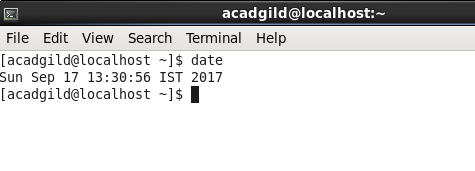 acadgild@localhost:~
File Edit View Search Terminal Help
[acadgild@localhost ~]$ date
Sun Sep 17 13:30:56 IST 2017
[acadgild@localhost ~]$